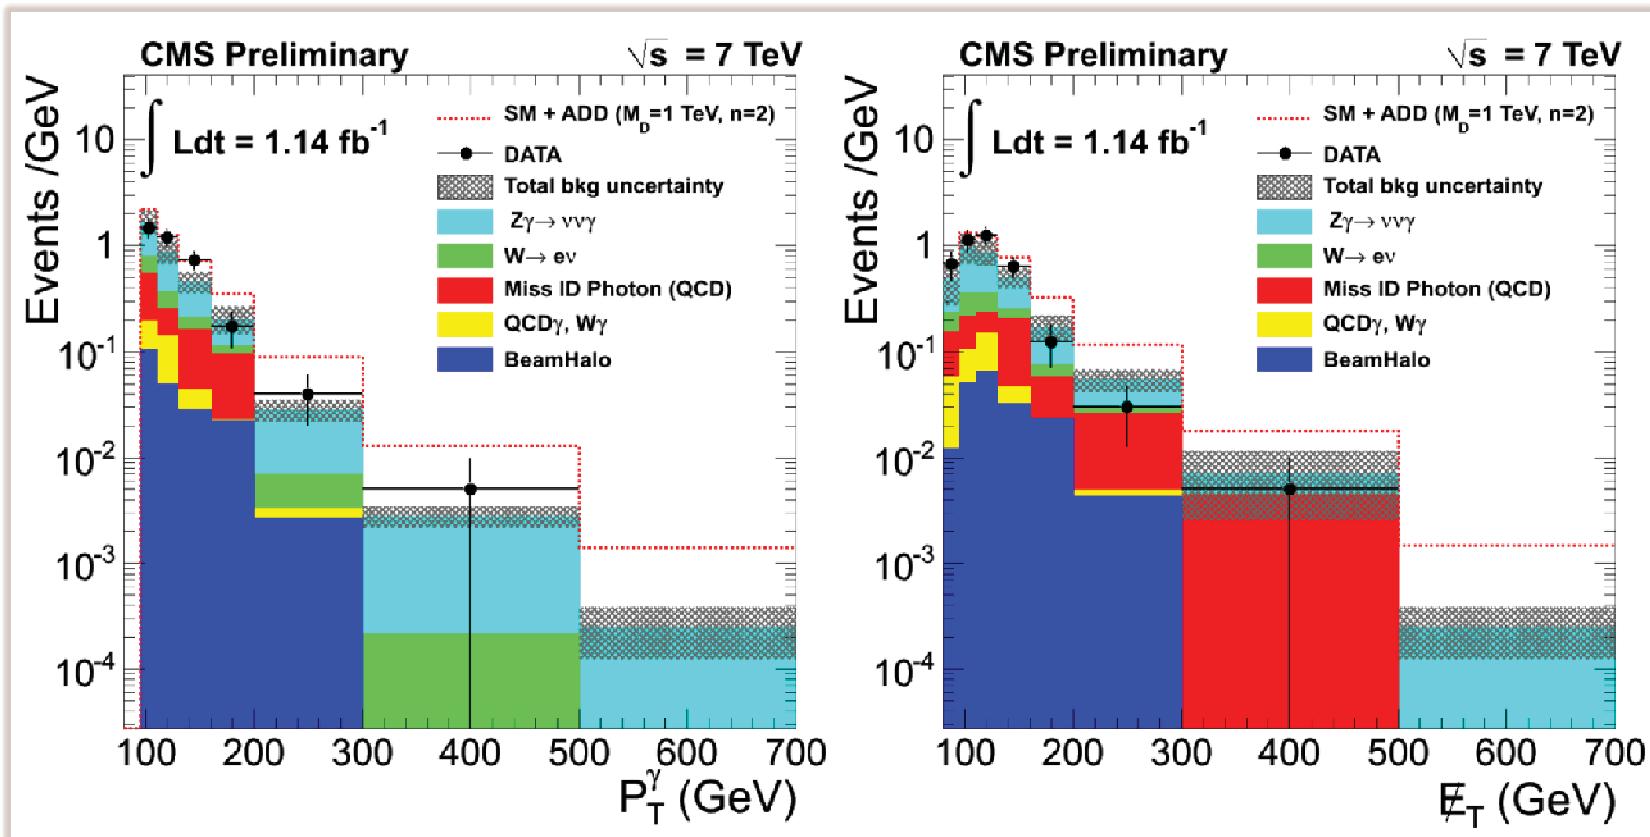 CMS Preliminary √s = 7 TeV
∫ Ldt = 1.14 fb⁻¹
SM + ADD (M_D=1 TeV, n=2)
DATA
Total bkg uncertainty
Zγ→ ννγ
W→ eν
Miss ID Photon (QCD)
QCDγ, Wγ
BeamHalo
Events /GeV
10
1
10⁻¹
10⁻²
10⁻³
10⁻⁴
100 200 300 400 500 600 700
P_T^γ (GeV)
CMS Preliminary √s = 7 TeV
∫ Ldt = 1.14 fb⁻¹
SM + ADD (M_D=1 TeV, n=2)
DATA
Total bkg uncertainty
Zγ→ ννγ
W→ eν
Miss ID Photon (QCD)
QCDγ, Wγ
BeamHalo
Events /GeV
10
1
10⁻¹
10⁻²
10⁻³
10⁻⁴
100 200 300 400 500 600 700
E̸_T (GeV)